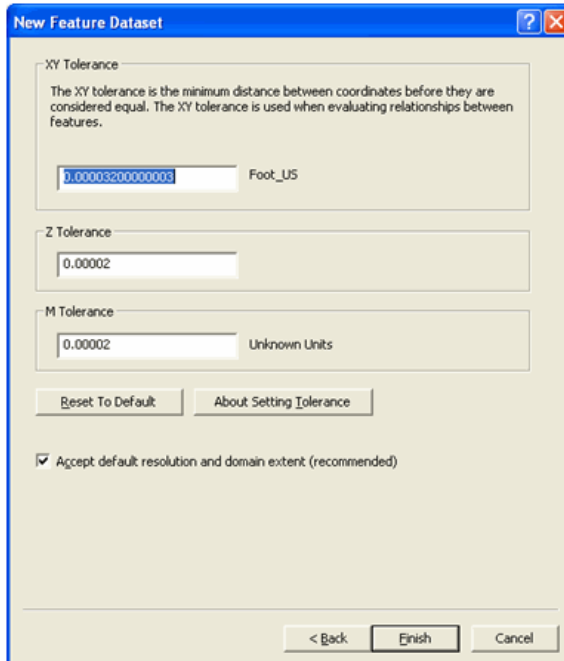 New Feature Dataset
XY Tolerance
The XY tolerance is the minimum distance between coordinates before they are
considered equal. The XY tolerance is used when evaluating relationships between
features.
0.00003200000003 Foot_US
Z Tolerance
0.00002
M Tolerance
0.00002 Unknown Units
Reset To Default About Setting Tolerance
Accept default resolution and domain extent (recommended)
< Back Finish Cancel